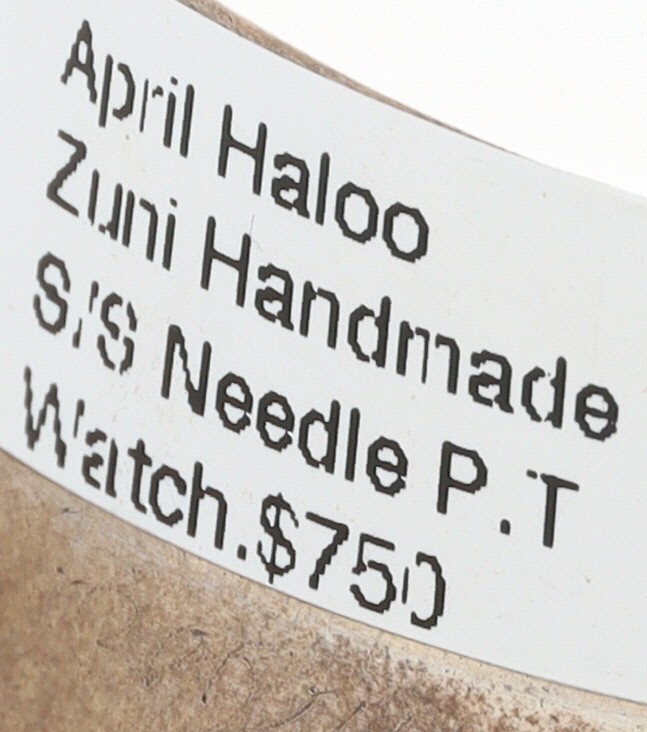 April Haloo
Zuni Handmade
S/S Needle P.T
Watch.$750